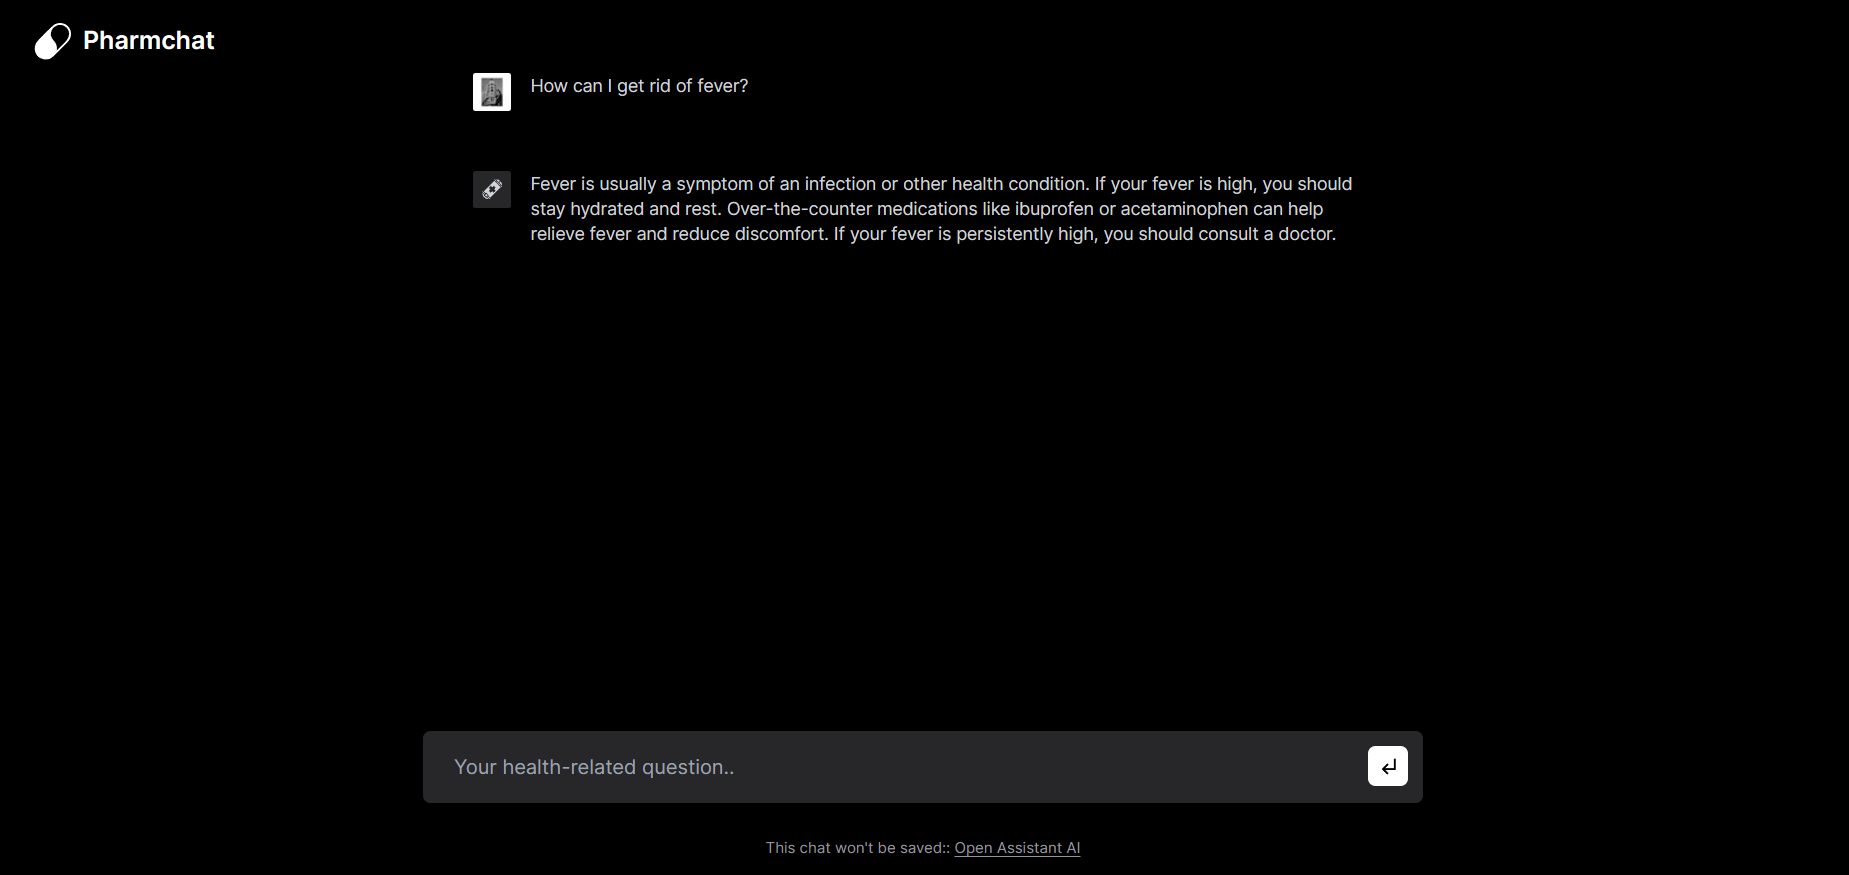 Pharmchat
How can I get rid of fever?
Fever is usually a symptom of an infection or other health condition. If your fever is high, you should
stay hydrated and rest. Over-the-counter medications like ibuprofen or acetaminophen can help
relieve fever and reduce discomfort. If your fever is persistently high, you should consult a doctor.
Your health-related question..
This chat won't be saved:: Open Assistant AI